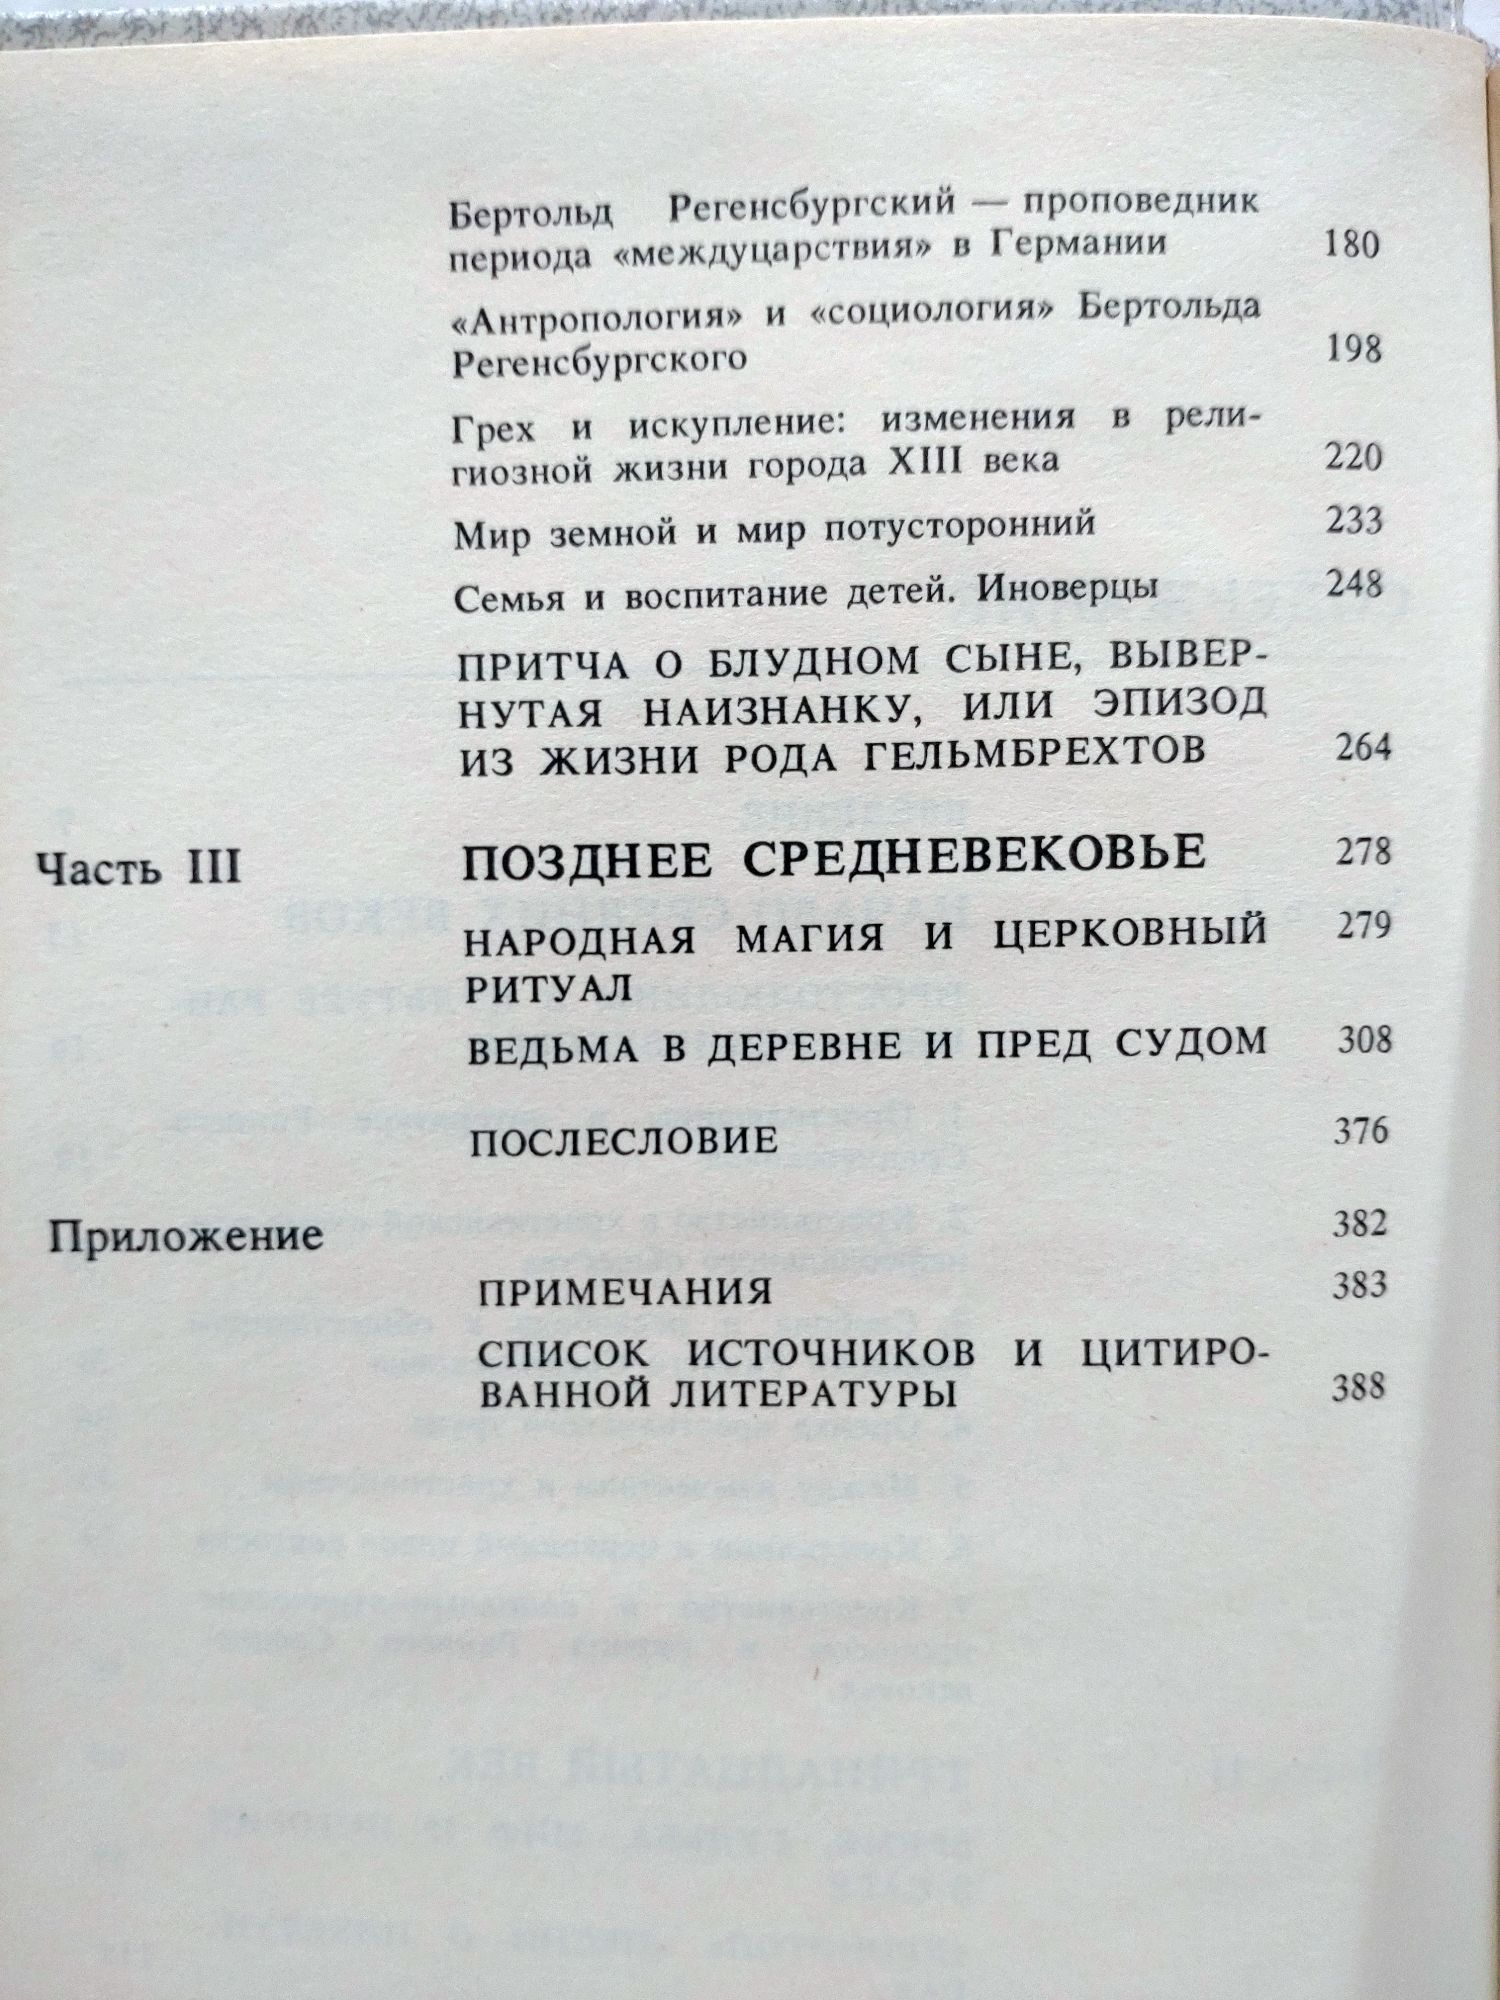 Бертольд Регенсбургский — проповедник
периода «междуцарствия» в Германии 180
«Антропология» и «социология» Бертольда
Регенсбургского 198
Грех и искупление: изменения в рели-
гиозной жизни города XIII века 220
Мир земной и мир потусторонний 233
Семья и воспитание детей. Иноверцы 248
ПРИТЧА О БЛУДНОМ СЫНЕ, ВЫВЕР-
НУТАЯ НАИЗНАНКУ, ИЛИ ЭПИЗОД
ИЗ ЖИЗНИ РОДА ГЕЛЬМБРЕХТОВ 264
Часть III ПОЗДНЕЕ СРЕДНЕВЕКОВЬЕ 278
НАРОДНАЯ МАГИЯ И ЦЕРКОВНЫЙ 279
РИТУАЛ
ВЕДЬМА В ДЕРЕВНЕ И ПРЕД СУДОМ 308
ПОСЛЕСЛОВИЕ 376
Приложение 382
ПРИМЕЧАНИЯ 383
СПИСОК ИСТОЧНИКОВ И ЦИТИРО-
ВАННОЙ ЛИТЕРАТУРЫ 388